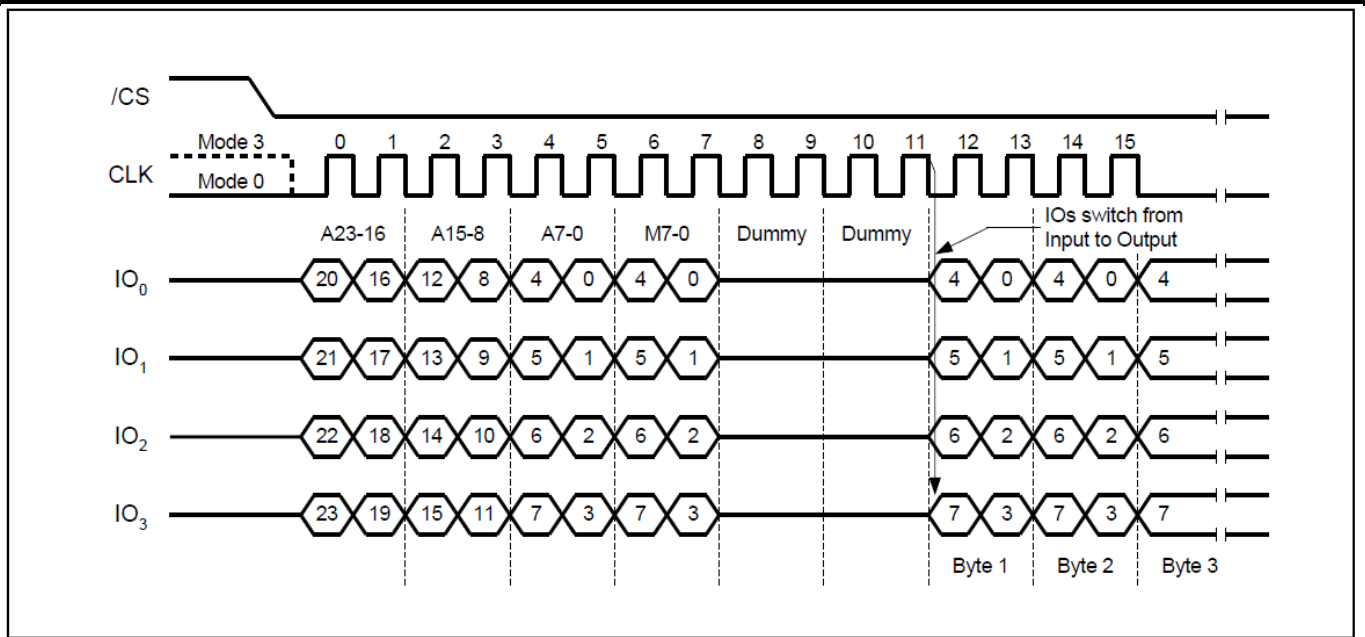 /CS
Mode 3
0 1 2 3 4 5 6 7 8 9 10 11 12 13 14 15
CLK
Mode 0
IOs switch from
Input to Output
A23-16 A15-8 A7-0 M7-0 Dummy Dummy
IO0 20 16 12 8 4 0 4 0 4 0 4 0 4
IO1 21 17 13 9 5 1 5 1 5 1 5 1 5
IO2 22 18 14 10 6 2 6 2 6 2 6 2 6
IO3 23 19 15 11 7 3 7 3 7 3 7 3 7
Byte 1 Byte 2 Byte 3